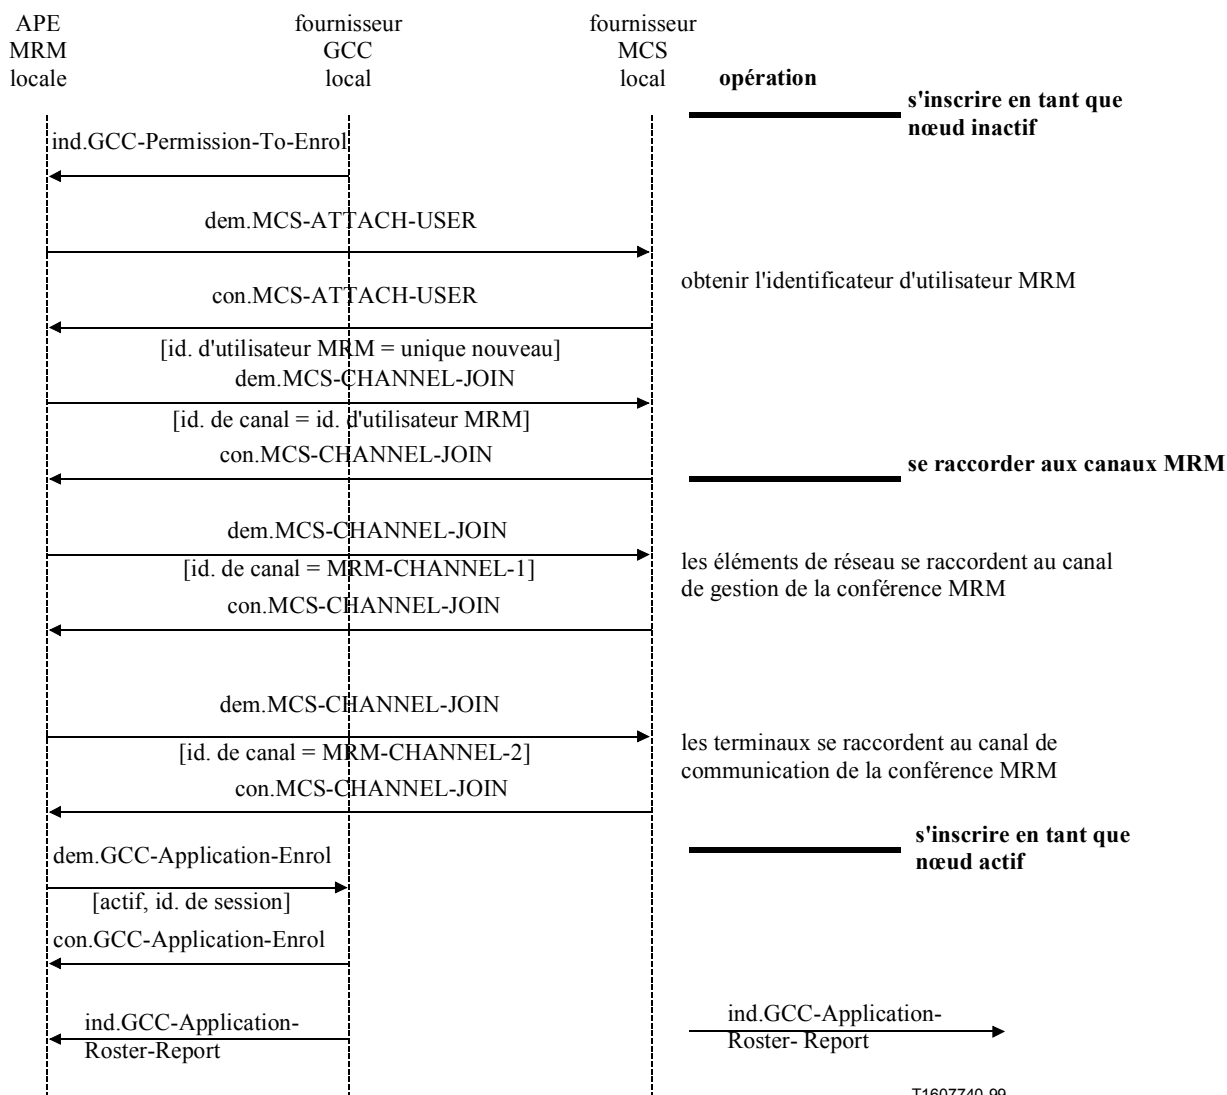 APE
MRM
locale
fournisseur
GCC
local
fournisseur
MCS
local
opération
s'inscrire en tant que
nœud inactif
ind.GCC-Permission-To-Enrol
dem.MCS-ATTACH-USER
obtenir l'identificateur d'utilisateur MRM
con.MCS-ATTACH-USER
[id. d'utilisateur MRM = unique nouveau]
dem.MCS-CHANNEL-JOIN
[id. de canal = id. d'utilisateur MRM]
con.MCS-CHANNEL-JOIN
se raccorder aux canaux MRM
dem.MCS-CHANNEL-JOIN
[id. de canal = MRM-CHANNEL-1]
les éléments de réseau se raccordent au canal
de gestion de la conférence MRM
con.MCS-CHANNEL-JOIN
dem.MCS-CHANNEL-JOIN
[id. de canal = MRM-CHANNEL-2]
les terminaux se raccordent au canal de
communication de la conférence MRM
con.MCS-CHANNEL-JOIN
s'inscrire en tant que
nœud actif
dem.GCC-Application-Enrol
[actif, id. de session]
con.GCC-Application-Enrol
ind.GCC-Application-
Roster-Report
ind.GCC-Application-
Roster- Report
T1607740-99